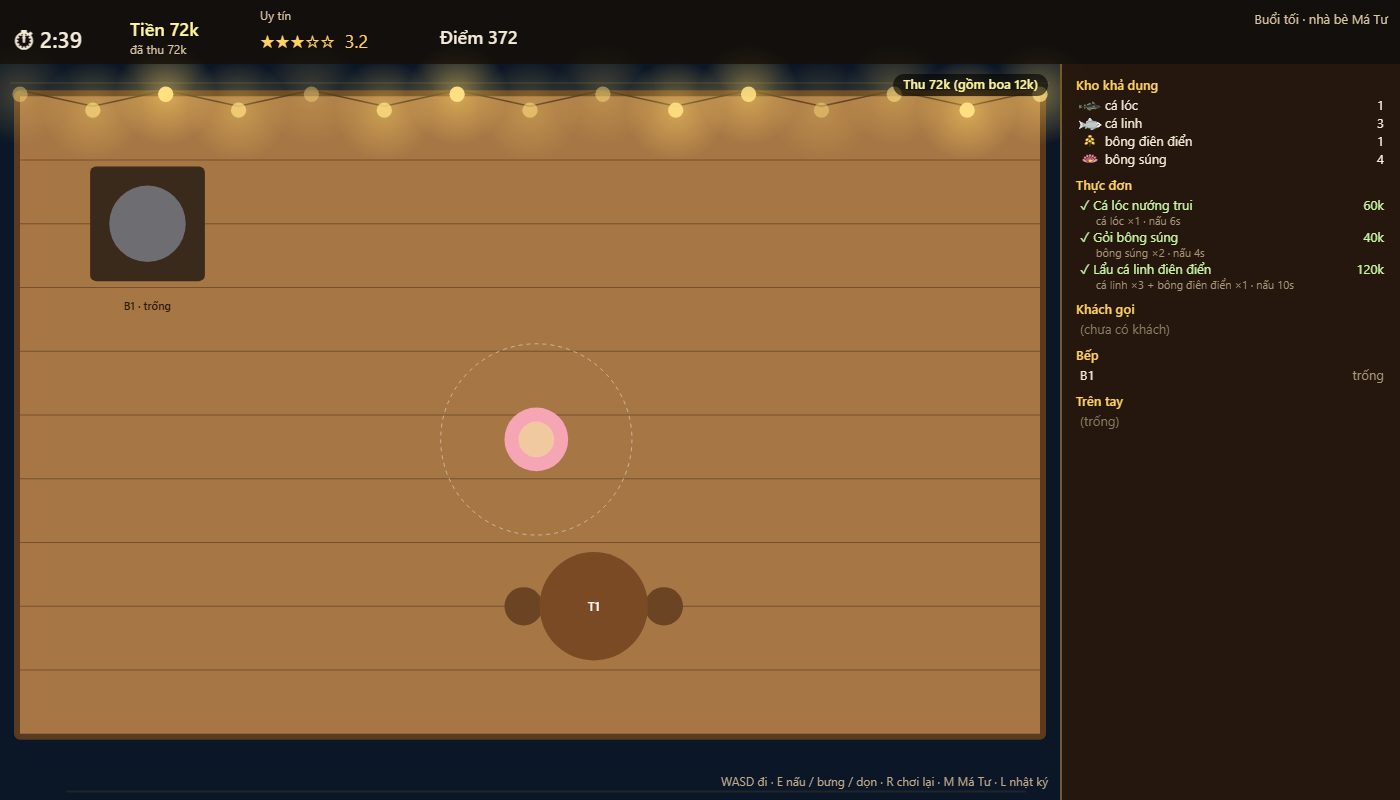 2:39
Tiền 72k
đã thu 72k
Uy tín
★★★☆☆ 3.2
Điểm 372
Buổi tối · nhà bè Má Tư
Thu 72k (gồm boa 12k)
B1 · trống
T1
WASD đi · E nấu / bưng / dọn · R chơi lại · M Má Tư · L nhật ký
Kho khả dụng
cá lóc 1
cá linh 3
bông điên điển 1
bông súng 4
Thực đơn
✓ Cá lóc nướng trui 60k
cá lóc ×1 · nấu 6s
✓ Gỏi bông súng 40k
bông súng ×2 · nấu 4s
✓ Lẩu cá linh điên điển 120k
cá linh ×3 + bông điên điển ×1 · nấu 10s
Khách gọi
(chưa có khách)
Bếp
B1 trống
Trên tay
(trống)